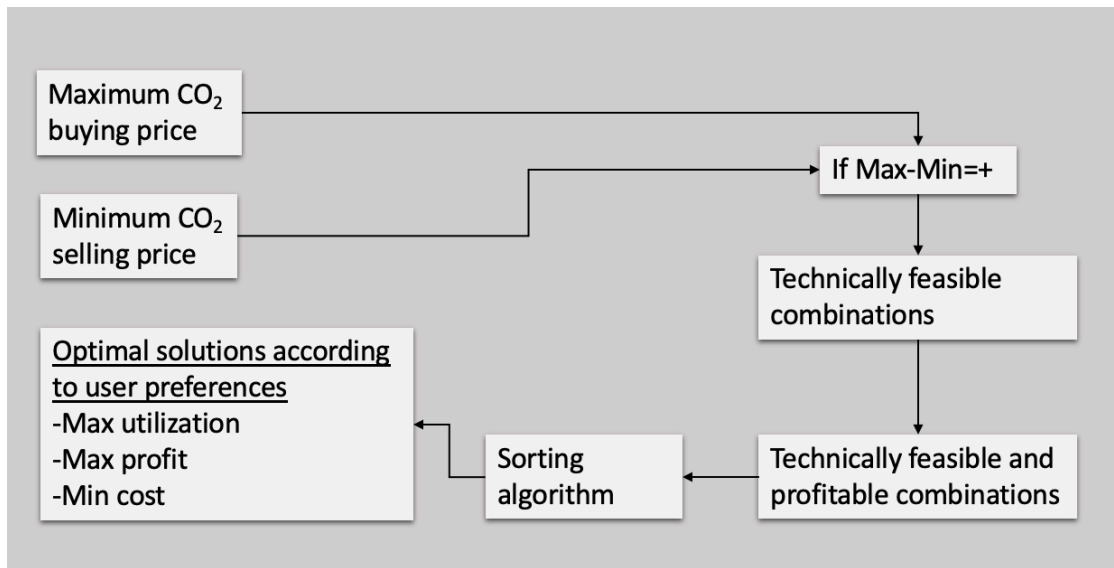 Maximum CO₂
buying price
If Max-Min=+
Minimum CO₂
selling price
Technically feasible
combinations
Optimal solutions according
to user preferences
-Max utilization
-Max profit
-Min cost
Sorting
algorithm
Technically feasible and
profitable combinations